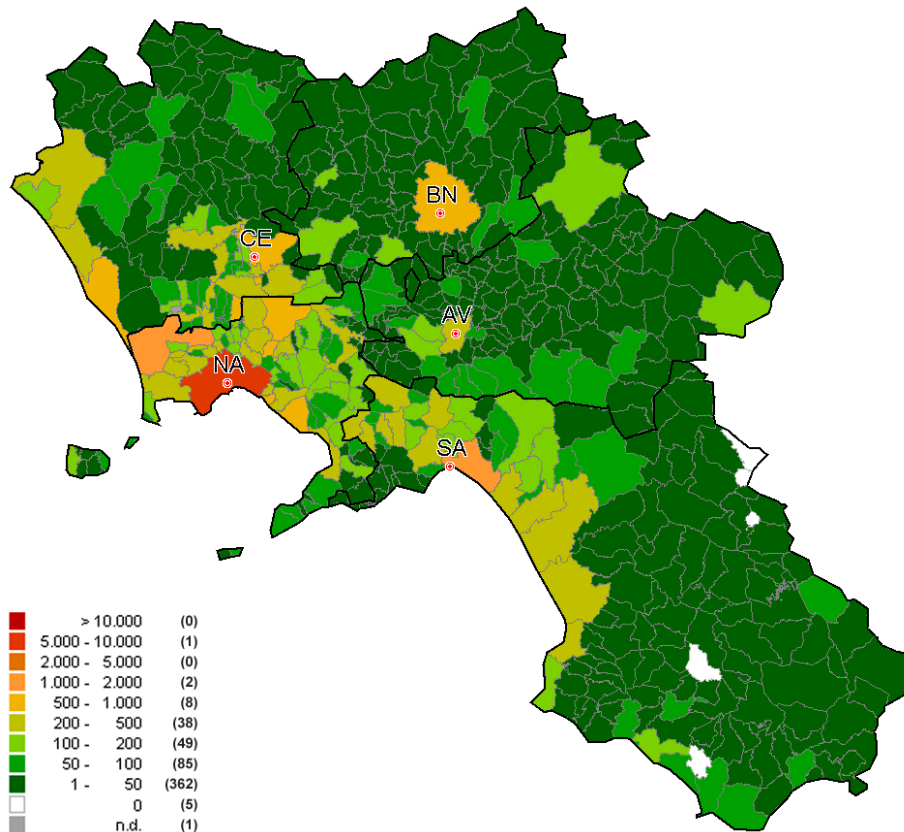 BN
CE
AV
NA
SA
> 10.000 (0)
5.000 - 10.000 (1)
2.000 - 5.000 (0)
1.000 - 2.000 (2)
500 - 1.000 (8)
200 - 500 (38)
100 - 200 (49)
50 - 100 (85)
1 - 50 (362)
0 (5)
n.d. (1)